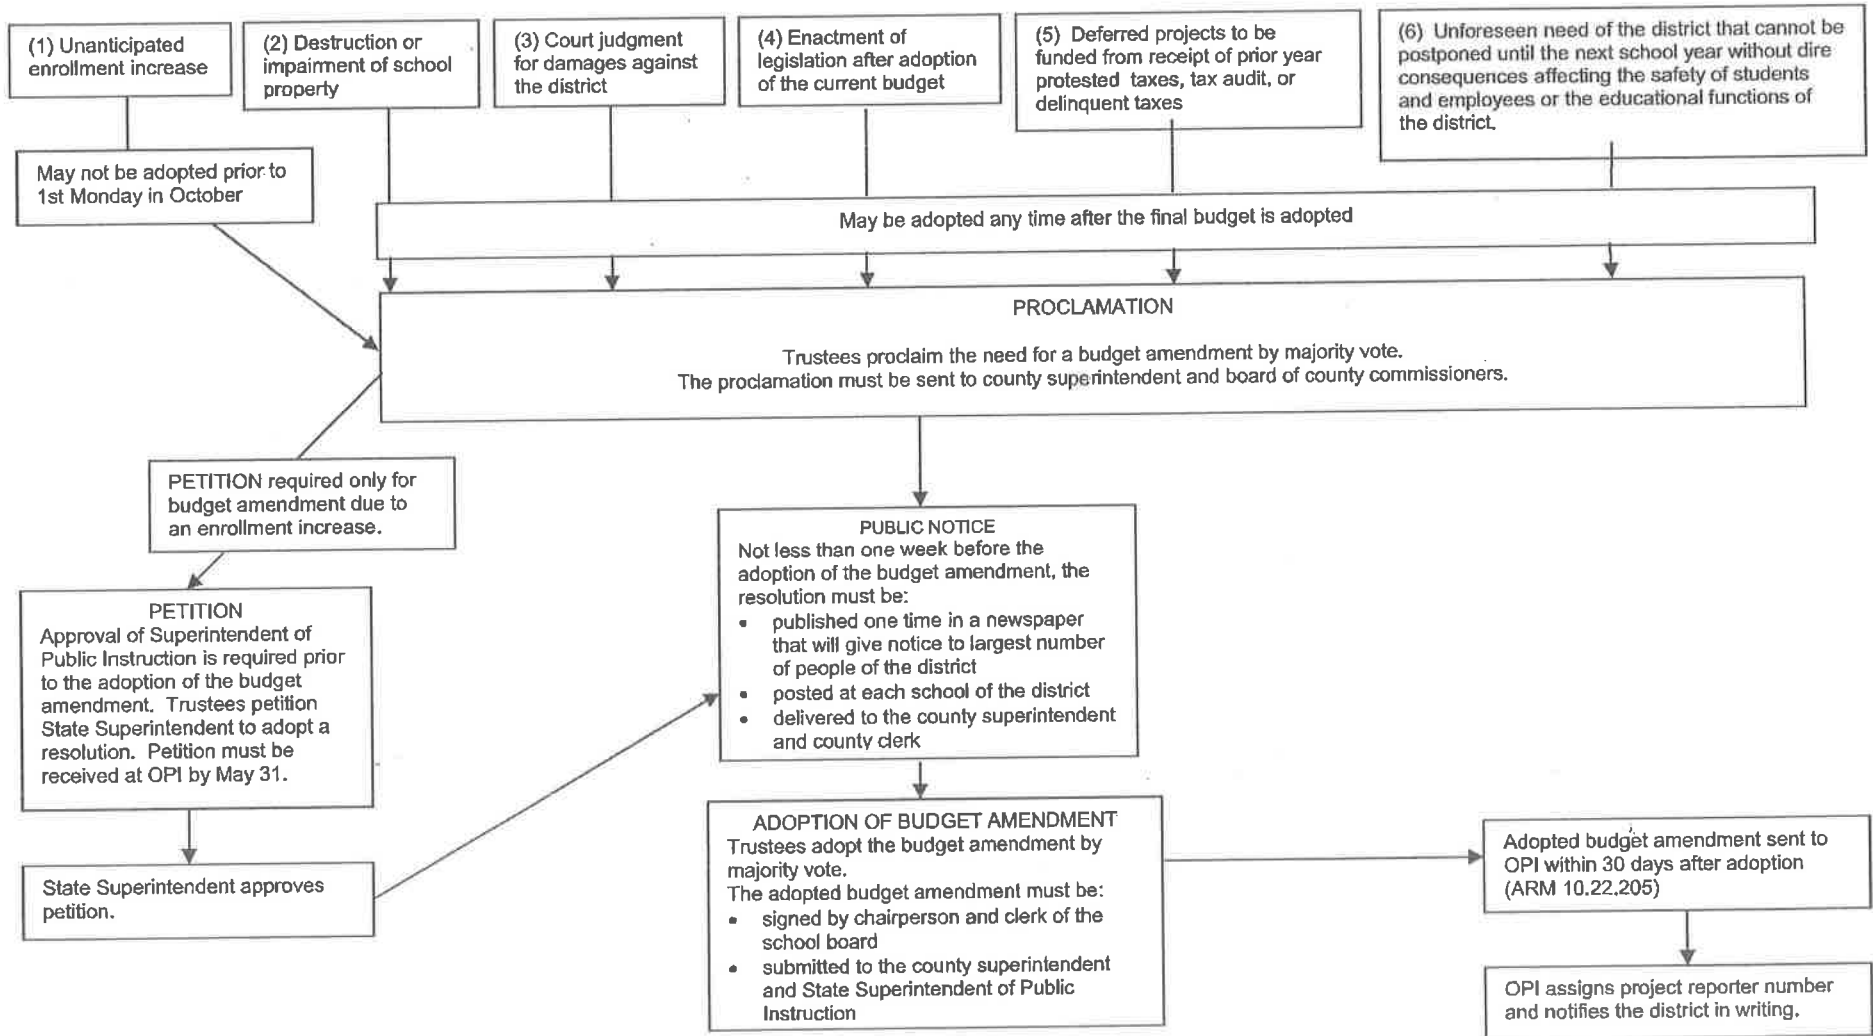 (1) Unanticipated
enrollment increase
(2) Destruction or
impairment of school
property
(3) Court judgment
for damages against
the district
(4) Enactment of
legislation after adoption
of the current budget
(5) Deferred projects to be
funded from receipt of prior year
protested taxes, tax audit, or
delinquent taxes
(6) Unforeseen need of the district that cannot be
postponed until the next school year without dire
consequences affecting the safety of students
and employees or the educational functions of
the district.
May not be adopted prior to
1st Monday in October
May be adopted any time after the final budget is adopted
PROCLAMATION
Trustees proclaim the need for a budget amendment by majority vote.
The proclamation must be sent to county superintendent and board of county commissioners.
PETITION required only for
budget amendment due to
an enrollment increase.
PETITION
Approval of Superintendent of
Public Instruction is required prior
to the adoption of the budget
amendment. Trustees petition
State Superintendent to adopt a
resolution. Petition must be
received at OPI by May 31.
State Superintendent approves
petition.
PUBLIC NOTICE
Not less than one week before the
adoption of the budget amendment, the
resolution must be:
• published one time in a newspaper
that will give notice to largest number
of people of the district
• posted at each school of the district
• delivered to the county superintendent
and county clerk
ADOPTION OF BUDGET AMENDMENT
Trustees adopt the budget amendment by
majority vote.
The adopted budget amendment must be:
• signed by chairperson and clerk of the
school board
• submitted to the county superintendent
and State Superintendent of Public
Instruction
Adopted budget amendment sent to
OPI within 30 days after adoption
(ARM 10.22.205)
OPI assigns project reporter number
and notifies the district in writing.